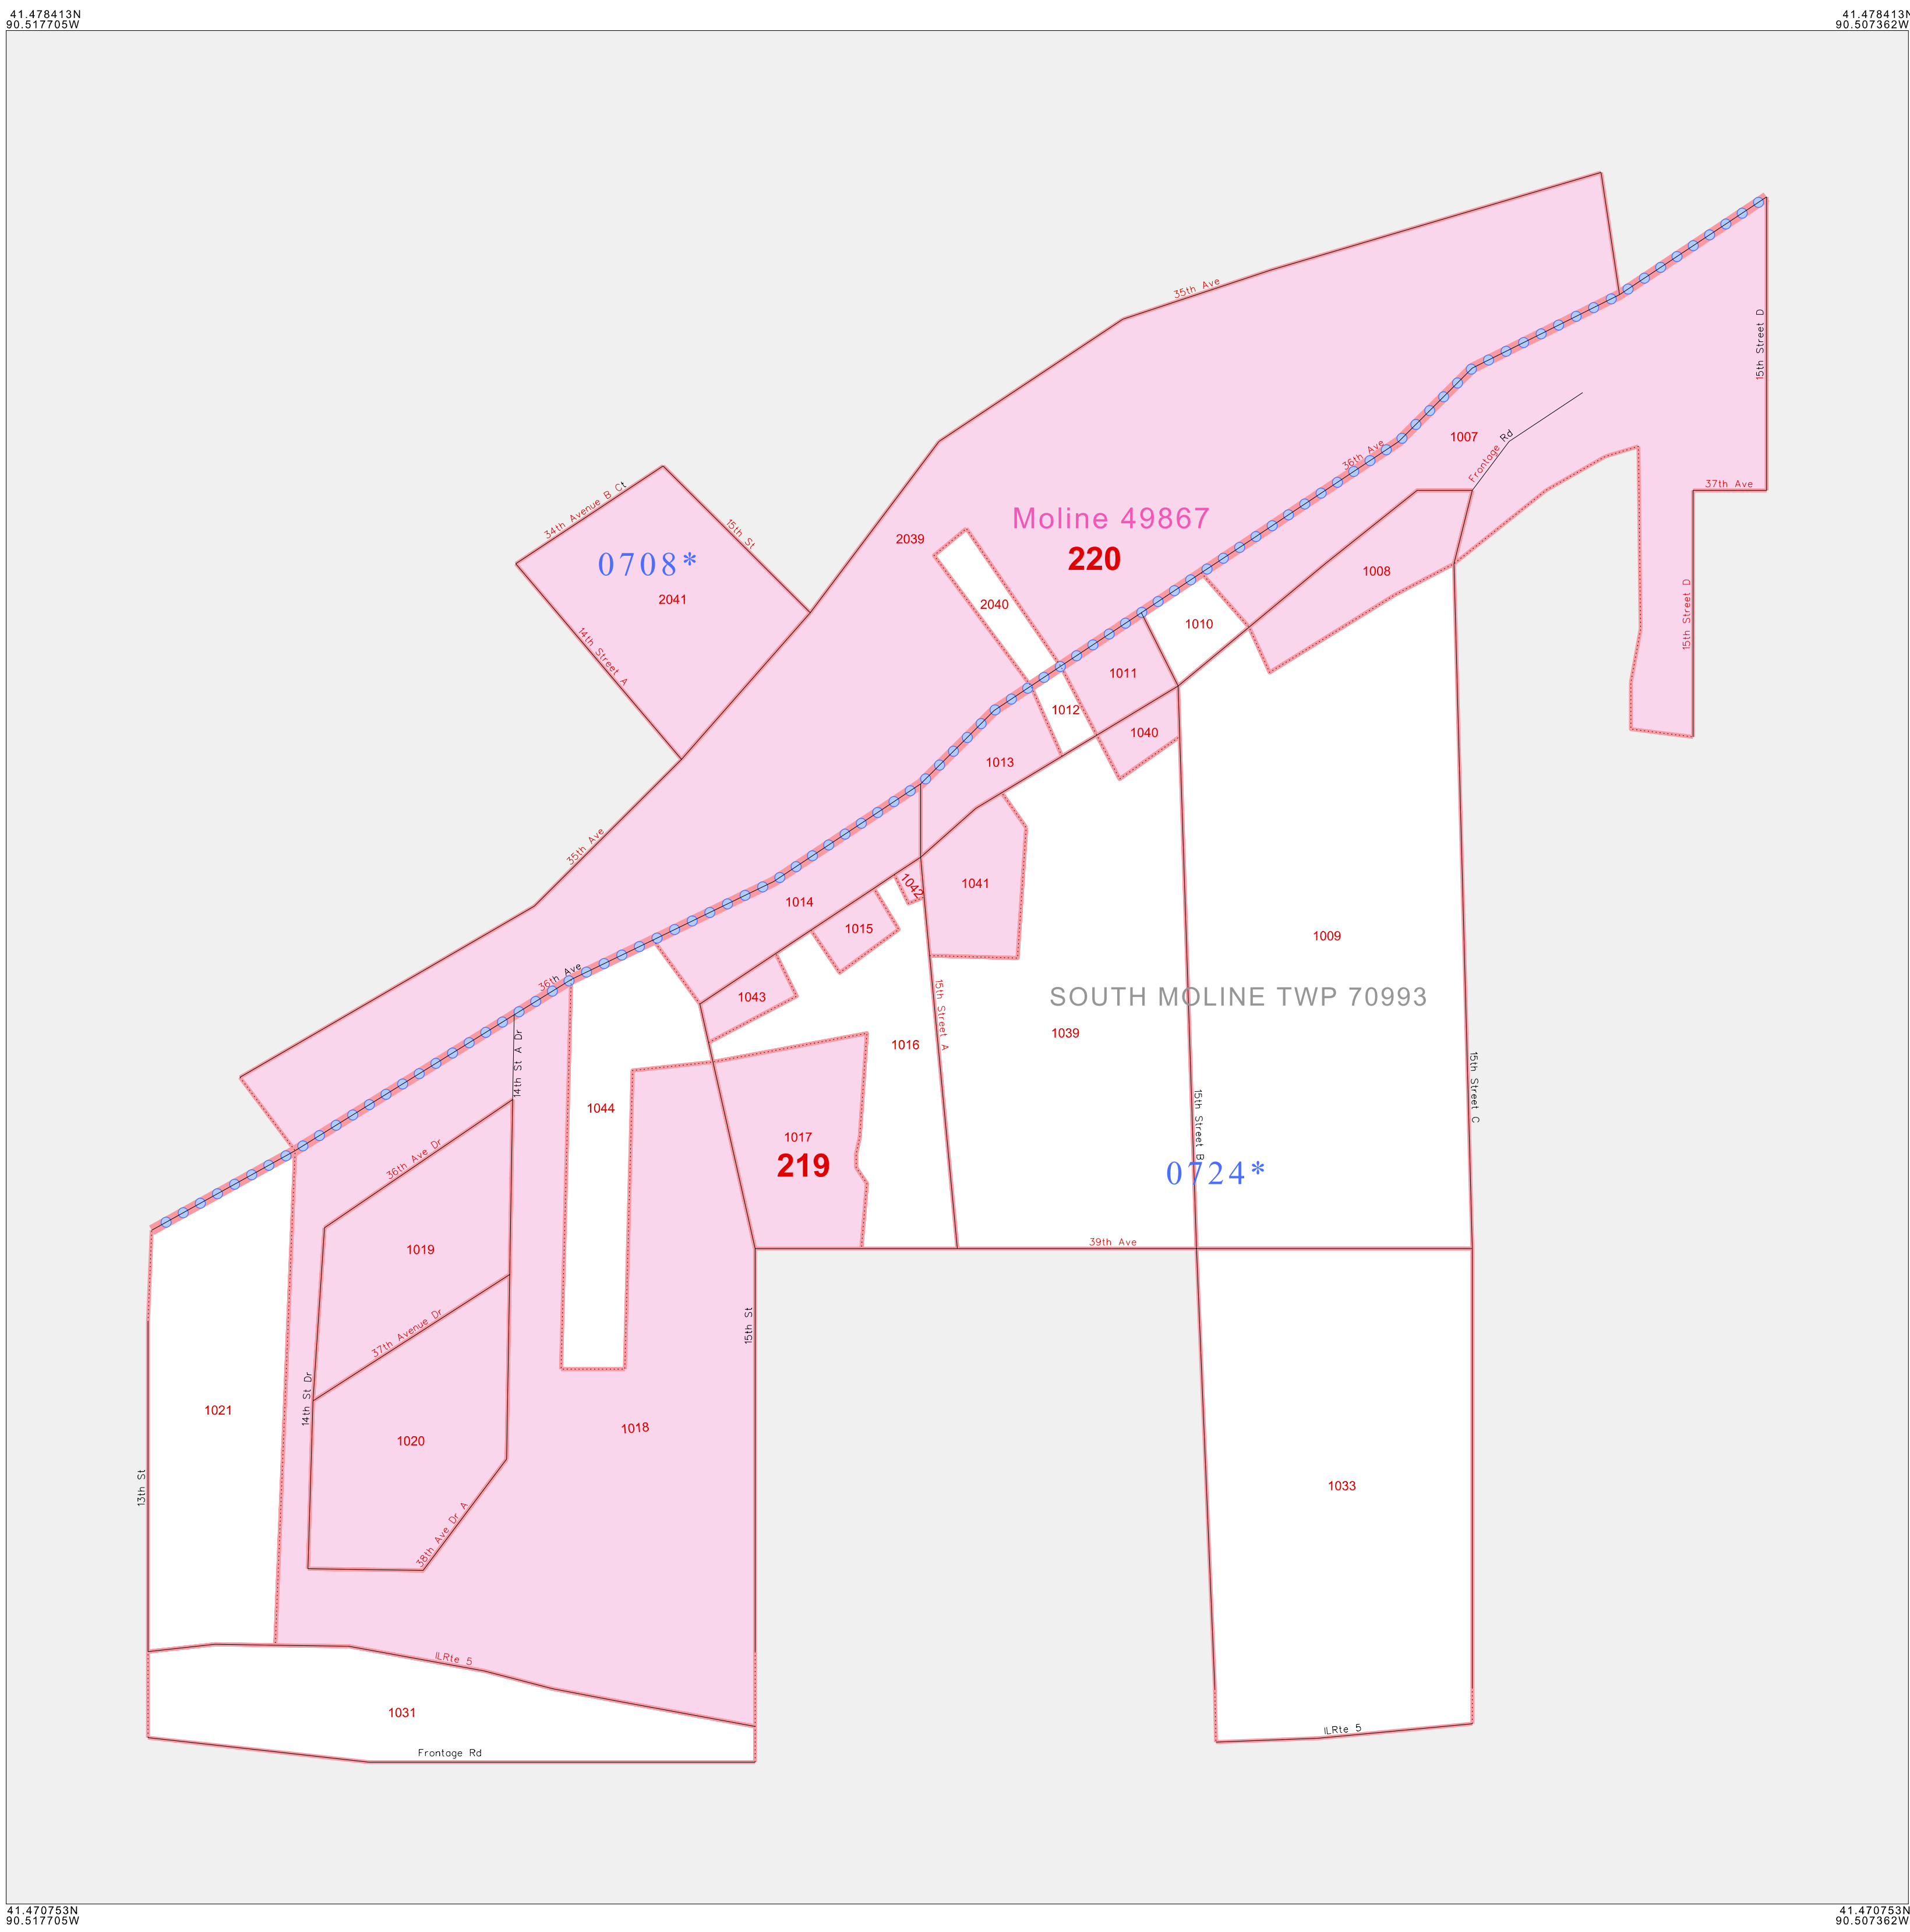 41.478413N
90.517705W
41.478413N
90.507362W
35th Ave
15th Street D
36th Ave
1007
Frontage Rd
34th Avenue B Ct
37th Ave
15th St
Moline 49867
2039
220
0708*
2041
1008
2040
1010
15th Street D
14th Street A
1011
1012
1040
1013
35th Ave
1041
1042
1014
1015
1009
36th Ave
15th Street A
1043
SOUTH MOLINE TWP 70993
1039
1016
14th St A Dr
15th Street C
1044
15th Street B
1017
36th Ave Dr
219
0724*
39th Ave
1019
15th St
37th Avenue Dr
14th St Dr
1021
1018
1020
13th St
1033
38th Ave Dr A
ILRte 5
1031
ILRte 5
Frontage Rd
41.470753N
90.517705W
41.470753N
90.507362W